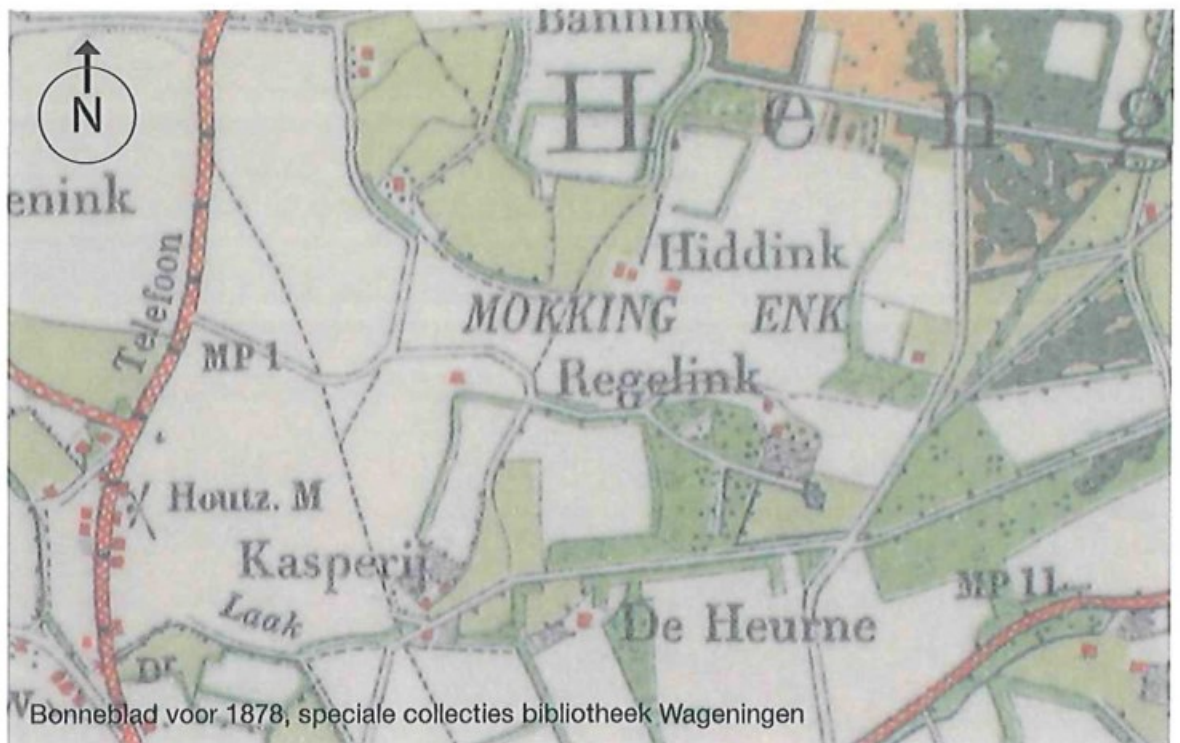 Bannink
N
H e n g
enink
Hiddink
Telefoon
MOKKING ENK
MP 1
Regelink
Houtz. M
Kasperij
MP 11
Laak
De Heurne
Dr.
W
Bonneblad voor 1878, speciale collecties bibliotheek Wageningen